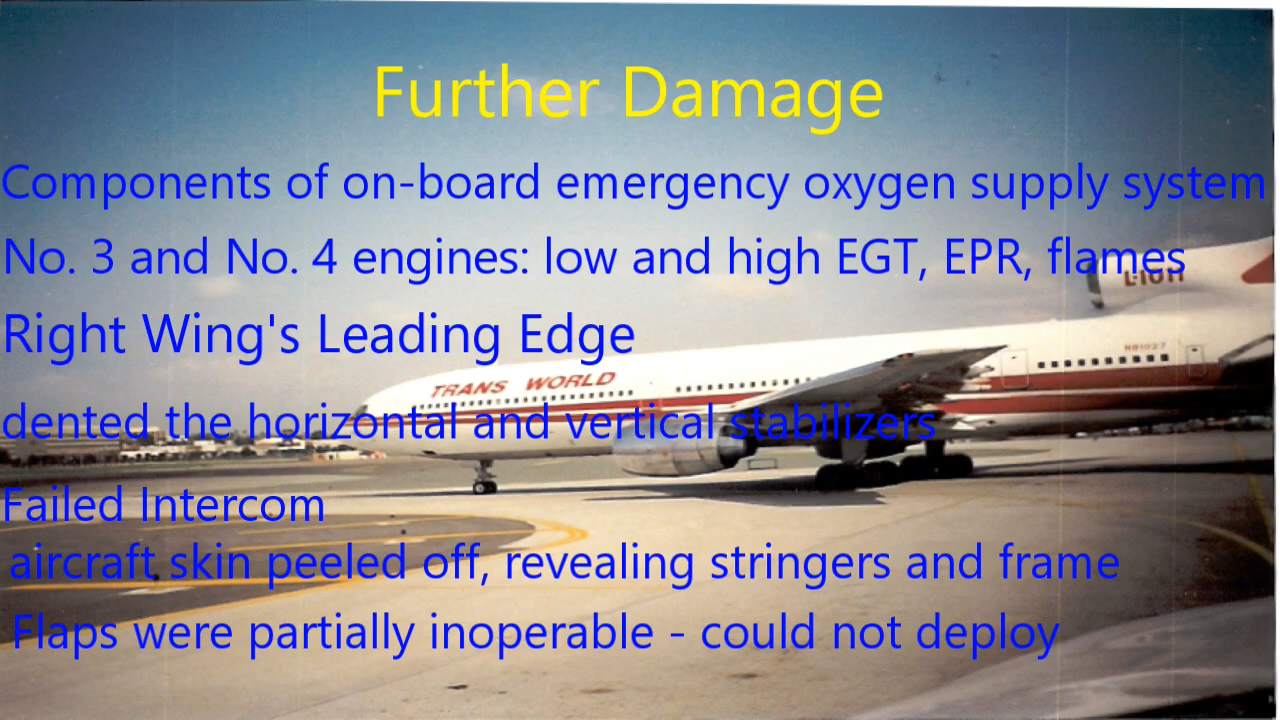 Further Damage
Components of on-board emergency oxygen supply system
No. 3 and No. 4 engines: low and high EGT, EPR, flames
L-1011
Right Wing's Leading Edge
N81027
TRANS WORLD
dented the horizontal and vertical stabilizers
Failed Intercom
aircraft skin peeled off, revealing stringers and frame
Flaps were partially inoperable - could not deploy